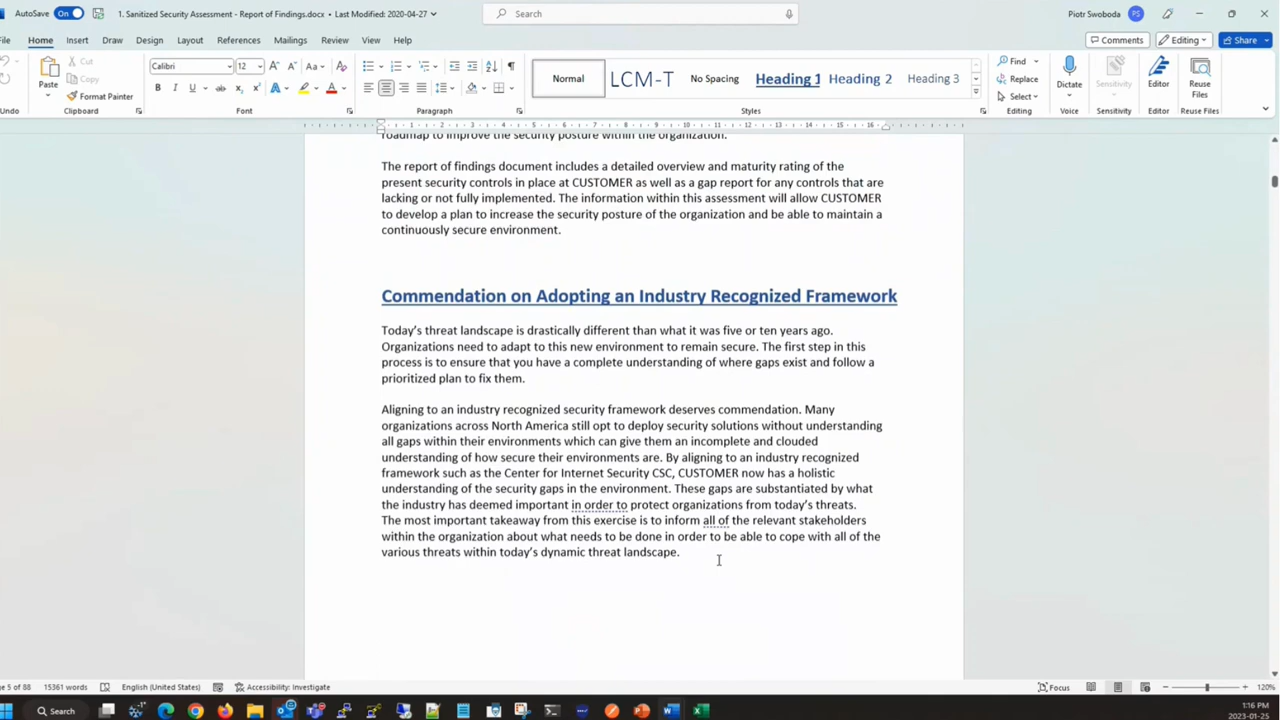 AutoSave On 1. Sanitized Security Assessment - Report of Findings.docx • Last Modified: 2020-04-27 Search Piotr Swoboda PS
File Home Insert Draw Design Layout References Mailings Review View Help Comments Editing Share
Cut Copy Format Painter Paste
Calibri 12 Aa
Normal LCM-T No Spacing Heading 1 Heading 2 Heading 3
Find Replace Select Dictate Sensitivity Editor Reuse Files
Undo Clipboard Font Paragraph Styles Editing Voice Sensitivity Editor Reuse Files
1 2 3 4 5 6 7 8 9 10 11 12 13 14 15 16
roadmap to improve the security posture within the organization.
The report of findings document includes a detailed overview and maturity rating of the
present security controls in place at CUSTOMER as well as a gap report for any controls that are
lacking or not fully implemented. The information within this assessment will allow CUSTOMER
to develop a plan to increase the security posture of the organization and be able to maintain a
continuously secure environment.
Commendation on Adopting an Industry Recognized Framework
Today's threat landscape is drastically different than what it was five or ten years ago.
Organizations need to adapt to this new environment to remain secure. The first step in this
process is to ensure that you have a complete understanding of where gaps exist and follow a
prioritized plan to fix them.
Aligning to an industry recognized security framework deserves commendation. Many
organizations across North America still opt to deploy security solutions without understanding
all gaps within their environments which can give them an incomplete and clouded
understanding of how secure their environments are. By aligning to an industry recognized
framework such as the Center for Internet Security CSC, CUSTOMER now has a holistic
understanding of the security gaps in the environment. These gaps are substantiated by what
the industry has deemed important in order to protect organizations from today's threats.
The most important takeaway from this exercise is to inform all of the relevant stakeholders
within the organization about what needs to be done in order to be able to cope with all of the
various threats within today's dynamic threat landscape.
e 5 of 88 15361 words English (United States) Accessibility: Investigate Focus 120%
Search 1:16 PM
2023-01-25